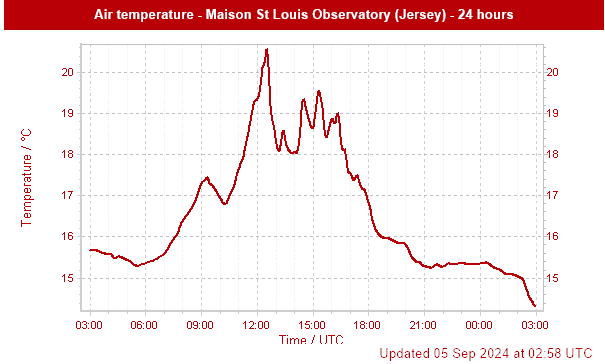 Air temperature - Maison St Louis Observatory (Jersey) - 24 hours
Temperature / °C
20 20
19 19
18 18
17 17
16 16
15 15
03:00 06:00 09:00 12:00 15:00 18:00 21:00 00:00 03:00
Time / UTC
Updated 05 Sep 2024 at 02:58 UTC